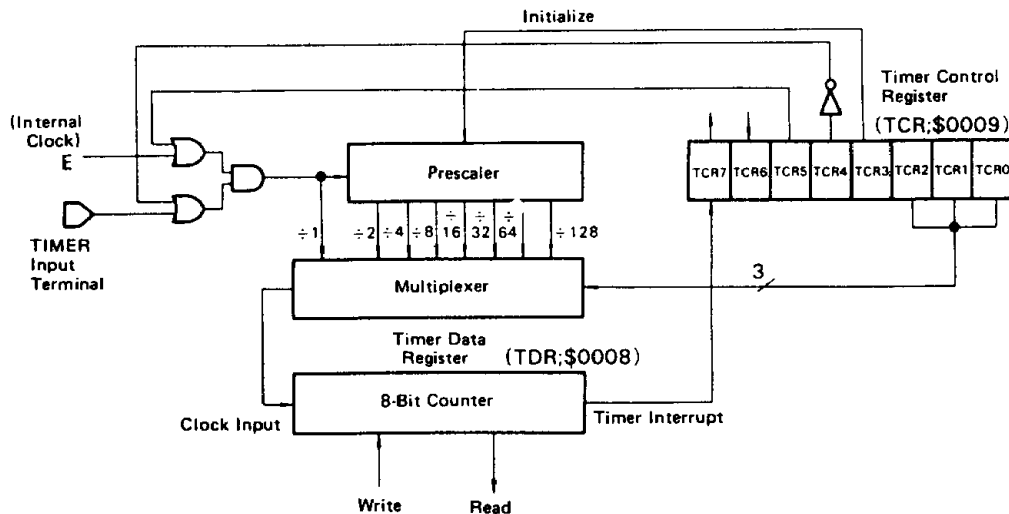 Initialize
Timer Control
Register
(TCR;$0009)
(Internal
Clock)
E
TCR7 TCR6 TCR5 TCR4 TCR3 TCR2 TCR1 TCR0
Prescaler
÷1 ÷2 ÷4 ÷8 ÷16 ÷32 ÷64 ÷128
TIMER
Input
Terminal
3
Multiplexer
Timer Data
Register
(TDR;$0008)
8-Bit Counter
Clock Input
Timer Interrupt
Write
Read